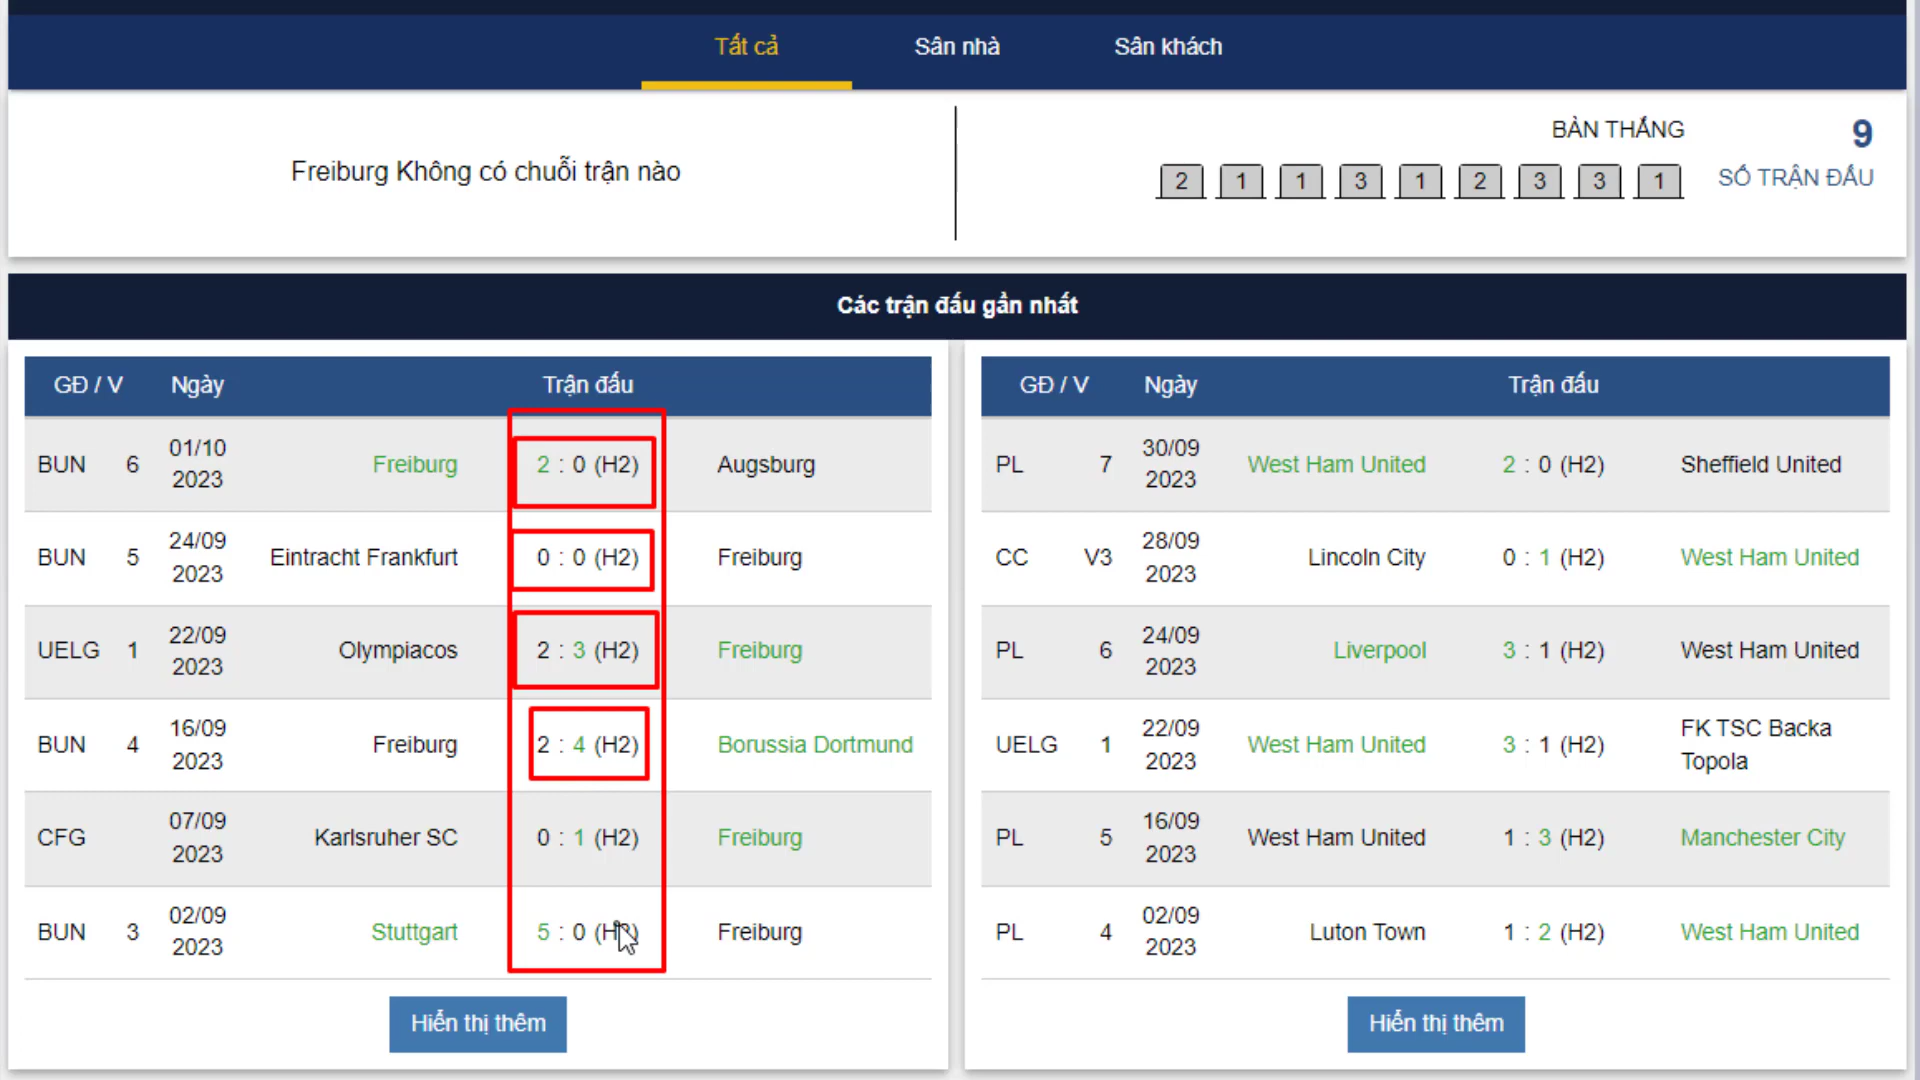 Tất cả Sân nhà Sân khách
Freiburg Không có chuỗi trận nào
BÀN THẮNG
2 1 1 3 1 2 3 3 1
9
SỐ TRẬN ĐẤU
Các trận đấu gần nhất
GĐ / V Ngày Trận đấu
BUN 6 01/10 2023 Freiburg 2 : 0 (H2) Augsburg
BUN 5 24/09 2023 Eintracht Frankfurt 0 : 0 (H2) Freiburg
UELG 1 22/09 2023 Olympiacos 2 : 3 (H2) Freiburg
BUN 4 16/09 2023 Freiburg 2 : 4 (H2) Borussia Dortmund
CFG 07/09 2023 Karlsruher SC 0 : 1 (H2) Freiburg
BUN 3 02/09 2023 Stuttgart 5 : 0 (H2) Freiburg
Hiển thị thêm
GĐ / V Ngày Trận đấu
PL 7 30/09 2023 West Ham United 2 : 0 (H2) Sheffield United
CC V3 28/09 2023 Lincoln City 0 : 1 (H2) West Ham United
PL 6 24/09 2023 Liverpool 3 : 1 (H2) West Ham United
UELG 1 22/09 2023 West Ham United 3 : 1 (H2) FK TSC Backa Topola
PL 5 16/09 2023 West Ham United 1 : 3 (H2) Manchester City
PL 4 02/09 2023 Luton Town 1 : 2 (H2) West Ham United
Hiển thị thêm